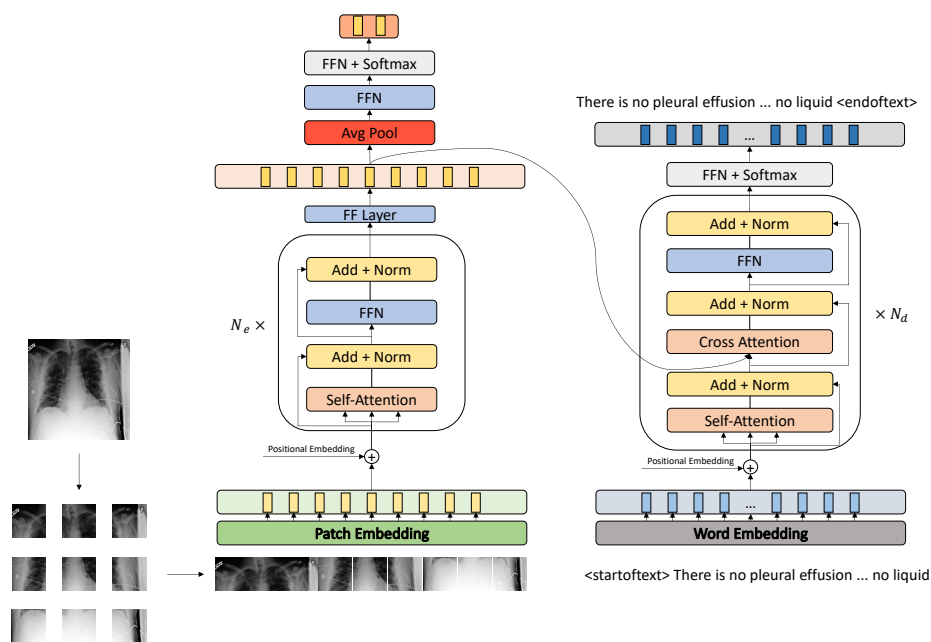 FFN + Softmax
FFN
Avg Pool
FF Layer
Add + Norm
FFN
N_e ×
Add + Norm
Self-Attention
Positional Embedding
+
Patch Embedding
There is no pleural effusion ... no liquid <endoftext>
...
FFN + Softmax
Add + Norm
FFN
Add + Norm
× N_d
Cross Attention
Add + Norm
Self-Attention
Positional Embedding
+
...
Word Embedding
<startoftext> There is no pleural effusion ... no liquid